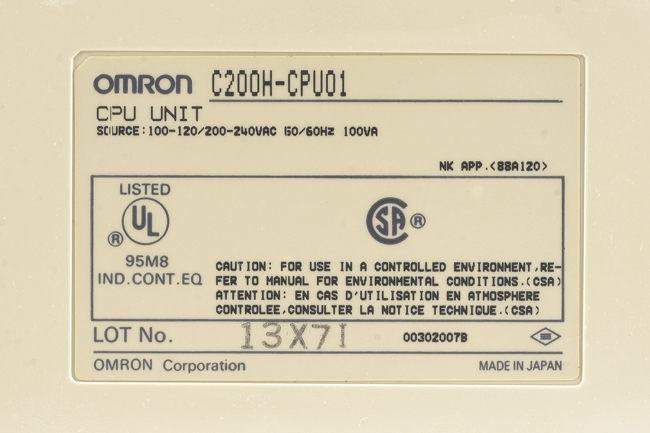 OMRON C200H-CPU01
CPU UNIT
SOURCE:100-120/200-240VAC 50/60Hz 100VA
NK APP.<88A120>
LISTED
UL ®
95M8
IND.CONT.EQ
CSA ®
CAUTION: FOR USE IN A CONTROLLED ENVIRONMENT,RE-
FER TO MANUAL FOR ENVIRONMENTAL CONDITIONS.(CSA)
ATTENTION: EN CAS D'UTILISATION EN ATMOSPHERE
CONTROLEE,CONSULTER LA NOTICE TECHNIQUE.(CSA)
LOT No. 13X7I 00302007B
OMRON Corporation MADE IN JAPAN